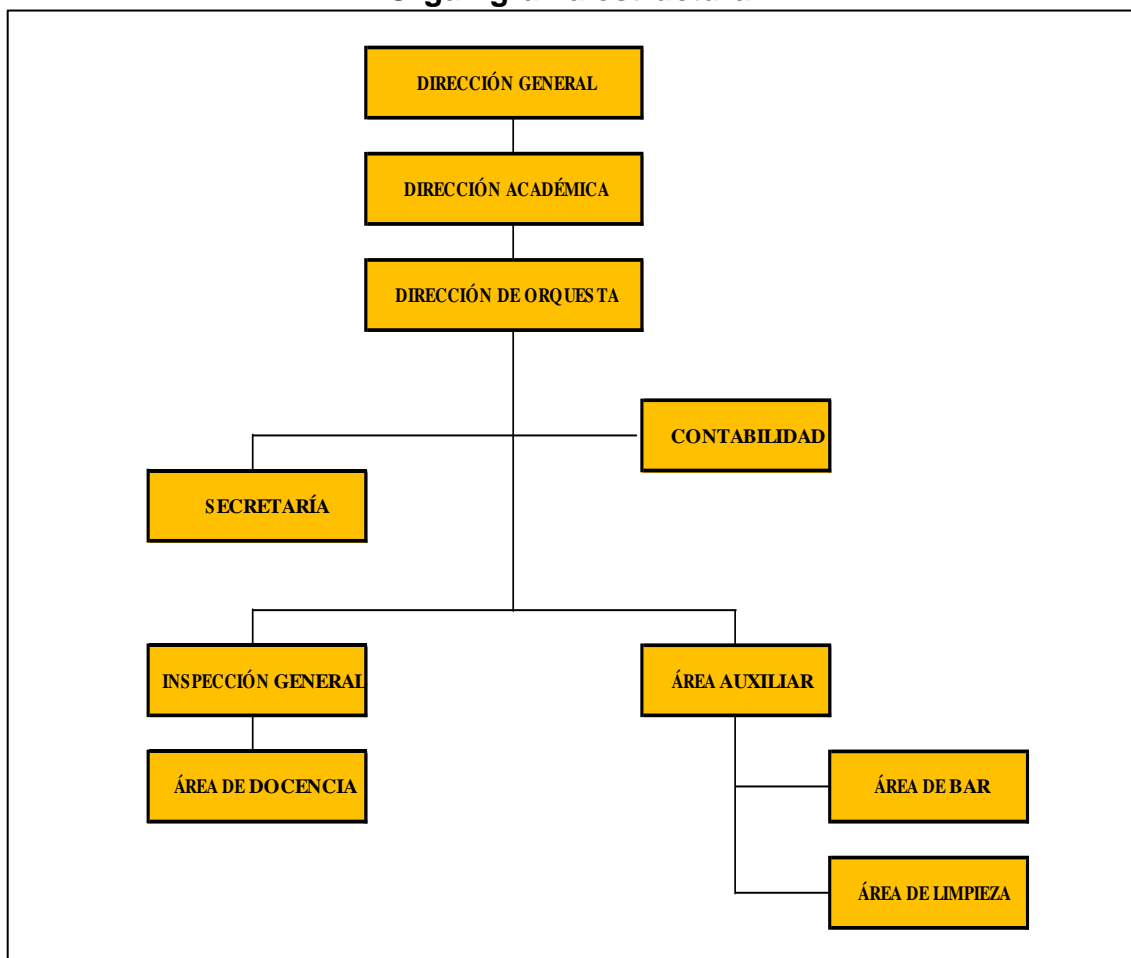 DIRECCIÓN GENERAL
DIRECCIÓN ACADÉMICA
DIRECCIÓN DE ORQUESTA
CONTABILIDAD
SECRETARÍA
INSPECCIÓN GENERAL
ÁREA AUXILIAR
ÁREA DE DOCENCIA
ÁREA DE BAR
ÁREA DE LIMPIEZA